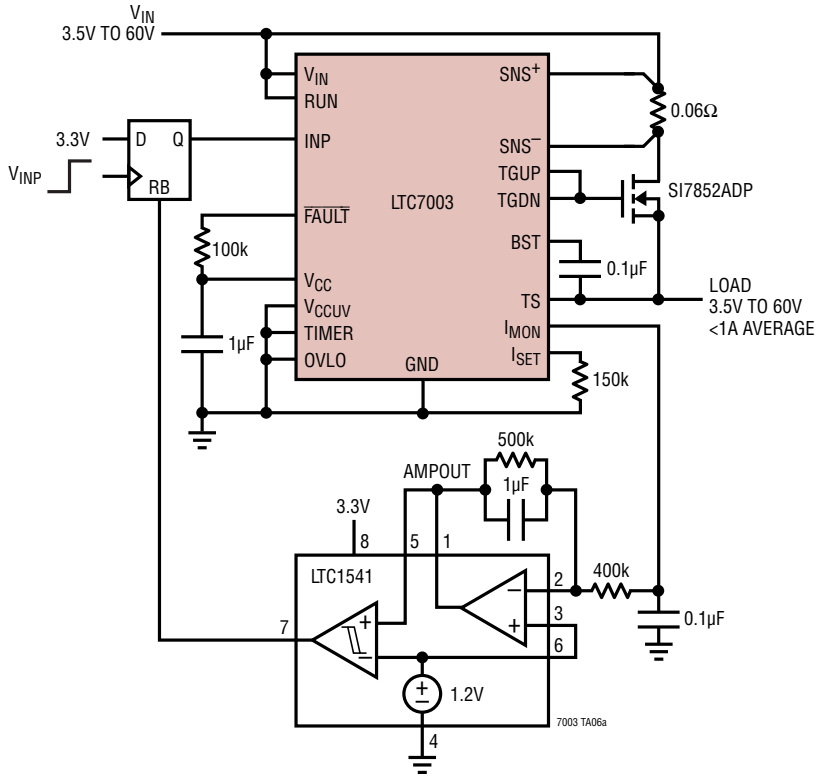 VIN
3.5V TO 60V
VIN
RUN
SNS+
0.06Ω
SNS−
3.3V
D
Q
INP
VINP
RB
TGUP
TGDN
SI7852ADP
LTC7003
FAULT
100k
BST
0.1µF
VCC
TS
LOAD
3.5V TO 60V
<1A AVERAGE
VCCUV
IMON
1µF
TIMER
ISET
OVLO
GND
150k
500k
AMPOUT
1µF
3.3V
8
5
1
LTC1541
2
400k
−
3
+
0.1µF
7
+
−
6
+
−
1.2V
7003 TA06a
4